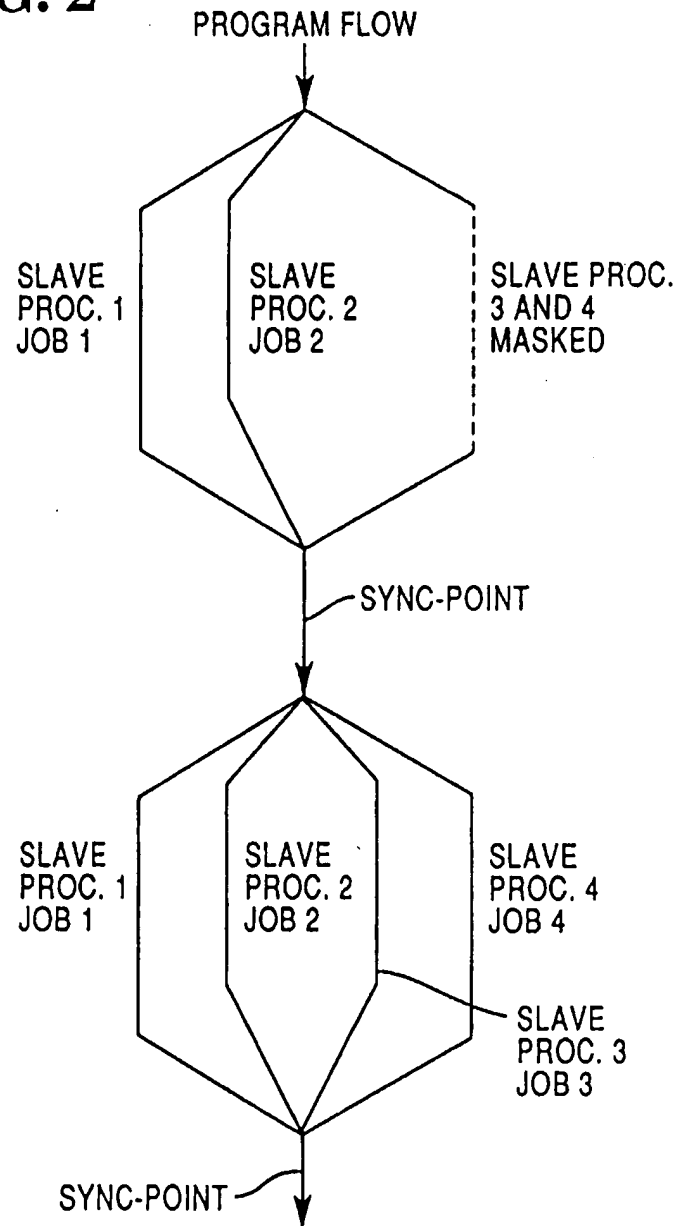 G. 2
PROGRAM FLOW
SLAVE
PROC. 1
JOB 1
SLAVE
PROC. 2
JOB 2
SLAVE PROC.
3 AND 4
MASKED
SYNC-POINT
SLAVE
PROC. 1
JOB 1
SLAVE
PROC. 2
JOB 2
SLAVE
PROC. 4
JOB 4
SLAVE
PROC. 3
JOB 3
SYNC-POINT